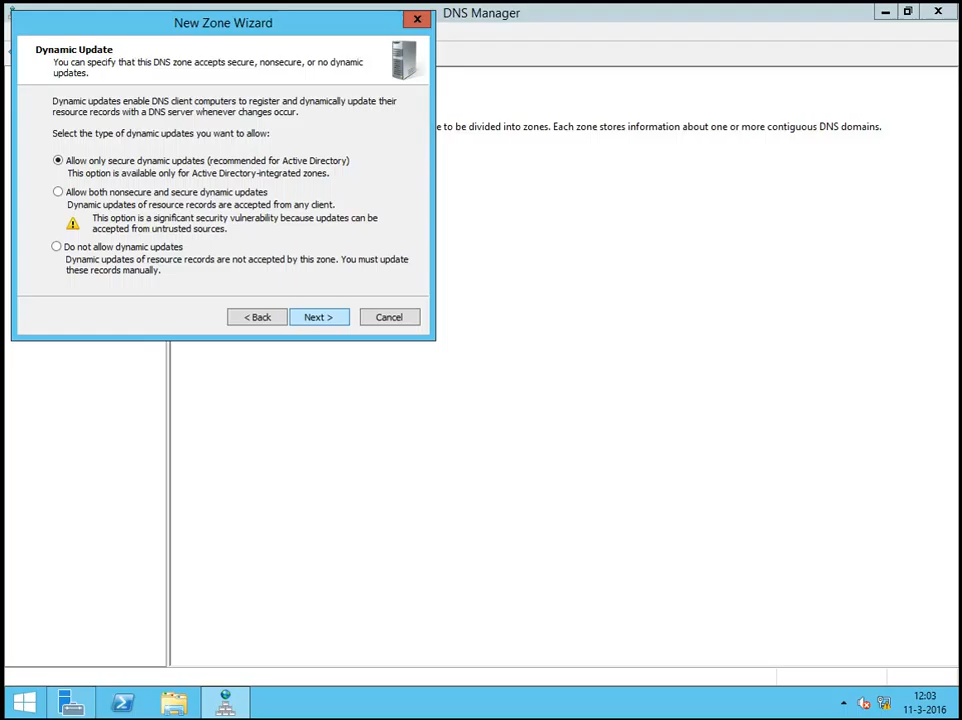 New Zone Wizard
DNS Manager
Dynamic Update
You can specify that this DNS zone accepts secure, nonsecure, or no dynamic
updates.
Dynamic updates enable DNS client computers to register and dynamically update their
resource records with a DNS server whenever changes occur.
e to be divided into zones. Each zone stores information about one or more contiguous DNS domains.
Select the type of dynamic updates you want to allow:
Allow only secure dynamic updates (recommended for Active Directory)
This option is available only for Active Directory-integrated zones.
Allow both nonsecure and secure dynamic updates
Dynamic updates of resource records are accepted from any client.
This option is a significant security vulnerability because updates can be
accepted from untrusted sources.
Do not allow dynamic updates
Dynamic updates of resource records are not accepted by this zone. You must update
these records manually.
< Back
Next >
Cancel
12:03
11-3-2016